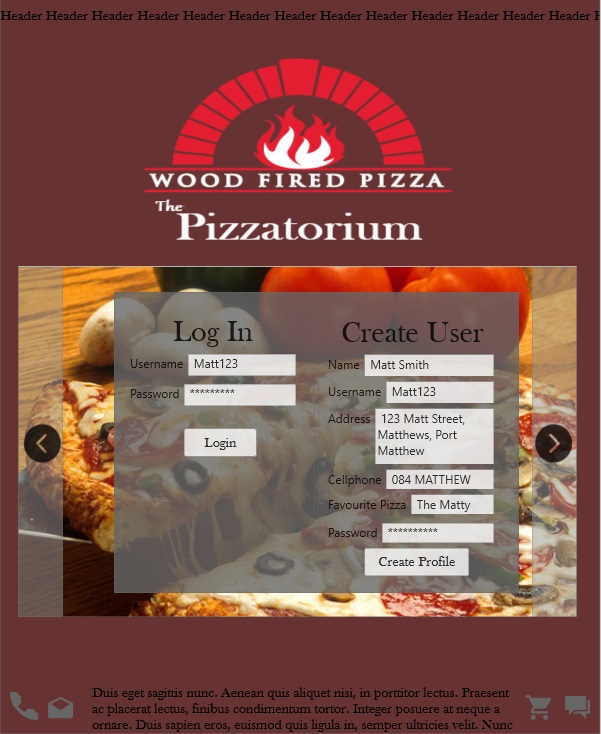 Header Header Header Header Header Header Header Header Header Header Header Header Header
WOOD FIRED PIZZA
The
Pizzatorium
Log In
Username Matt123
Password *********
Login
Create User
Name Matt Smith
Username Matt123
Address 123 Matt Street,
Matthews, Port
Matthew
Cellphone 084 MATTHEW
Favourite Pizza The Matty
Password **********
Create Profile
Duis eget sagittis nunc. Aenean quis aliquet nisi, in porttitor lectus. Praesent
ac placerat lectus, finibus condimentum tortor. Integer posuere at neque a
ornare. Duis sapien eros, euismod quis ligula in, semper ultricies velit. Nunc